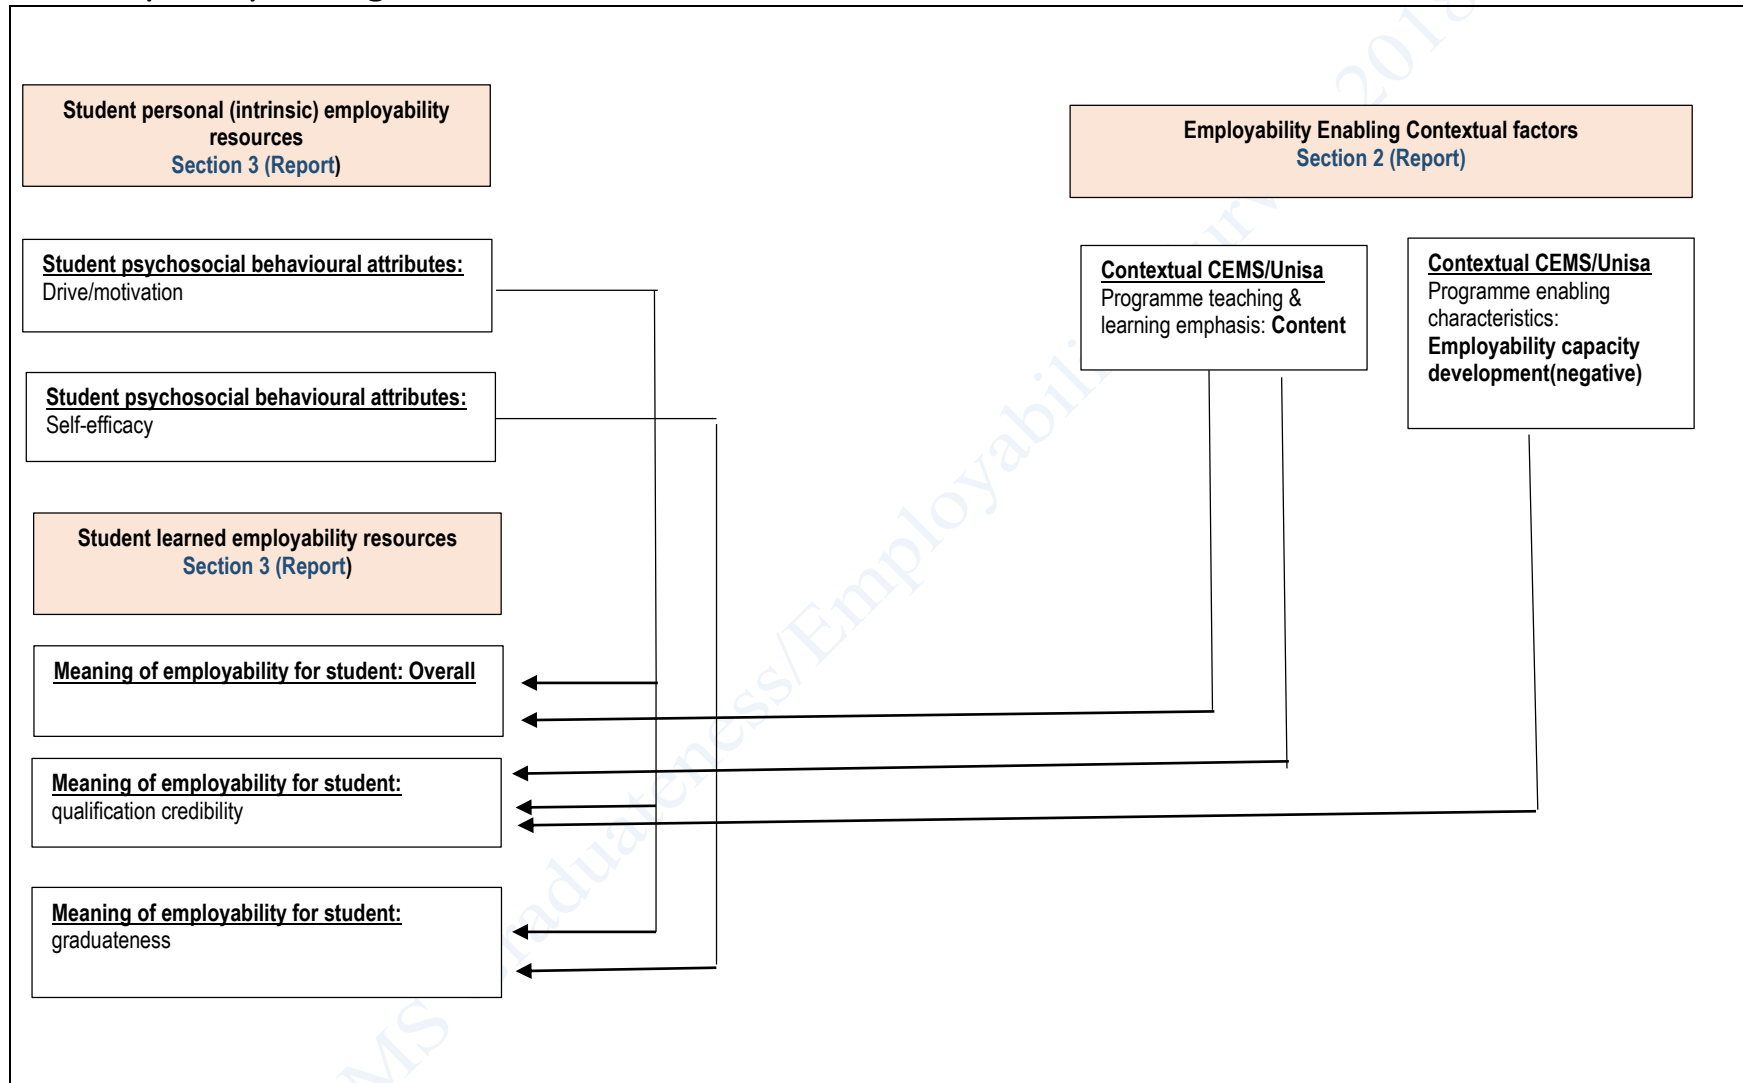 Student personal (intrinsic) employability
resources
Section 3 (Report)
Employability Enabling Contextual factors
Section 2 (Report)
Student psychosocial behavioural attributes:
Drive/motivation
Contextual CEMS/Unisa
Programme teaching &
learning emphasis: Content
Contextual CEMS/Unisa
Programme enabling
characteristics:
Employability capacity
development(negative)
Student psychosocial behavioural attributes:
Self-efficacy
Student learned employability resources
Section 3 (Report)
Meaning of employability for student: Overall
Meaning of employability for student:
qualification credibility
Meaning of employability for student:
graduateness